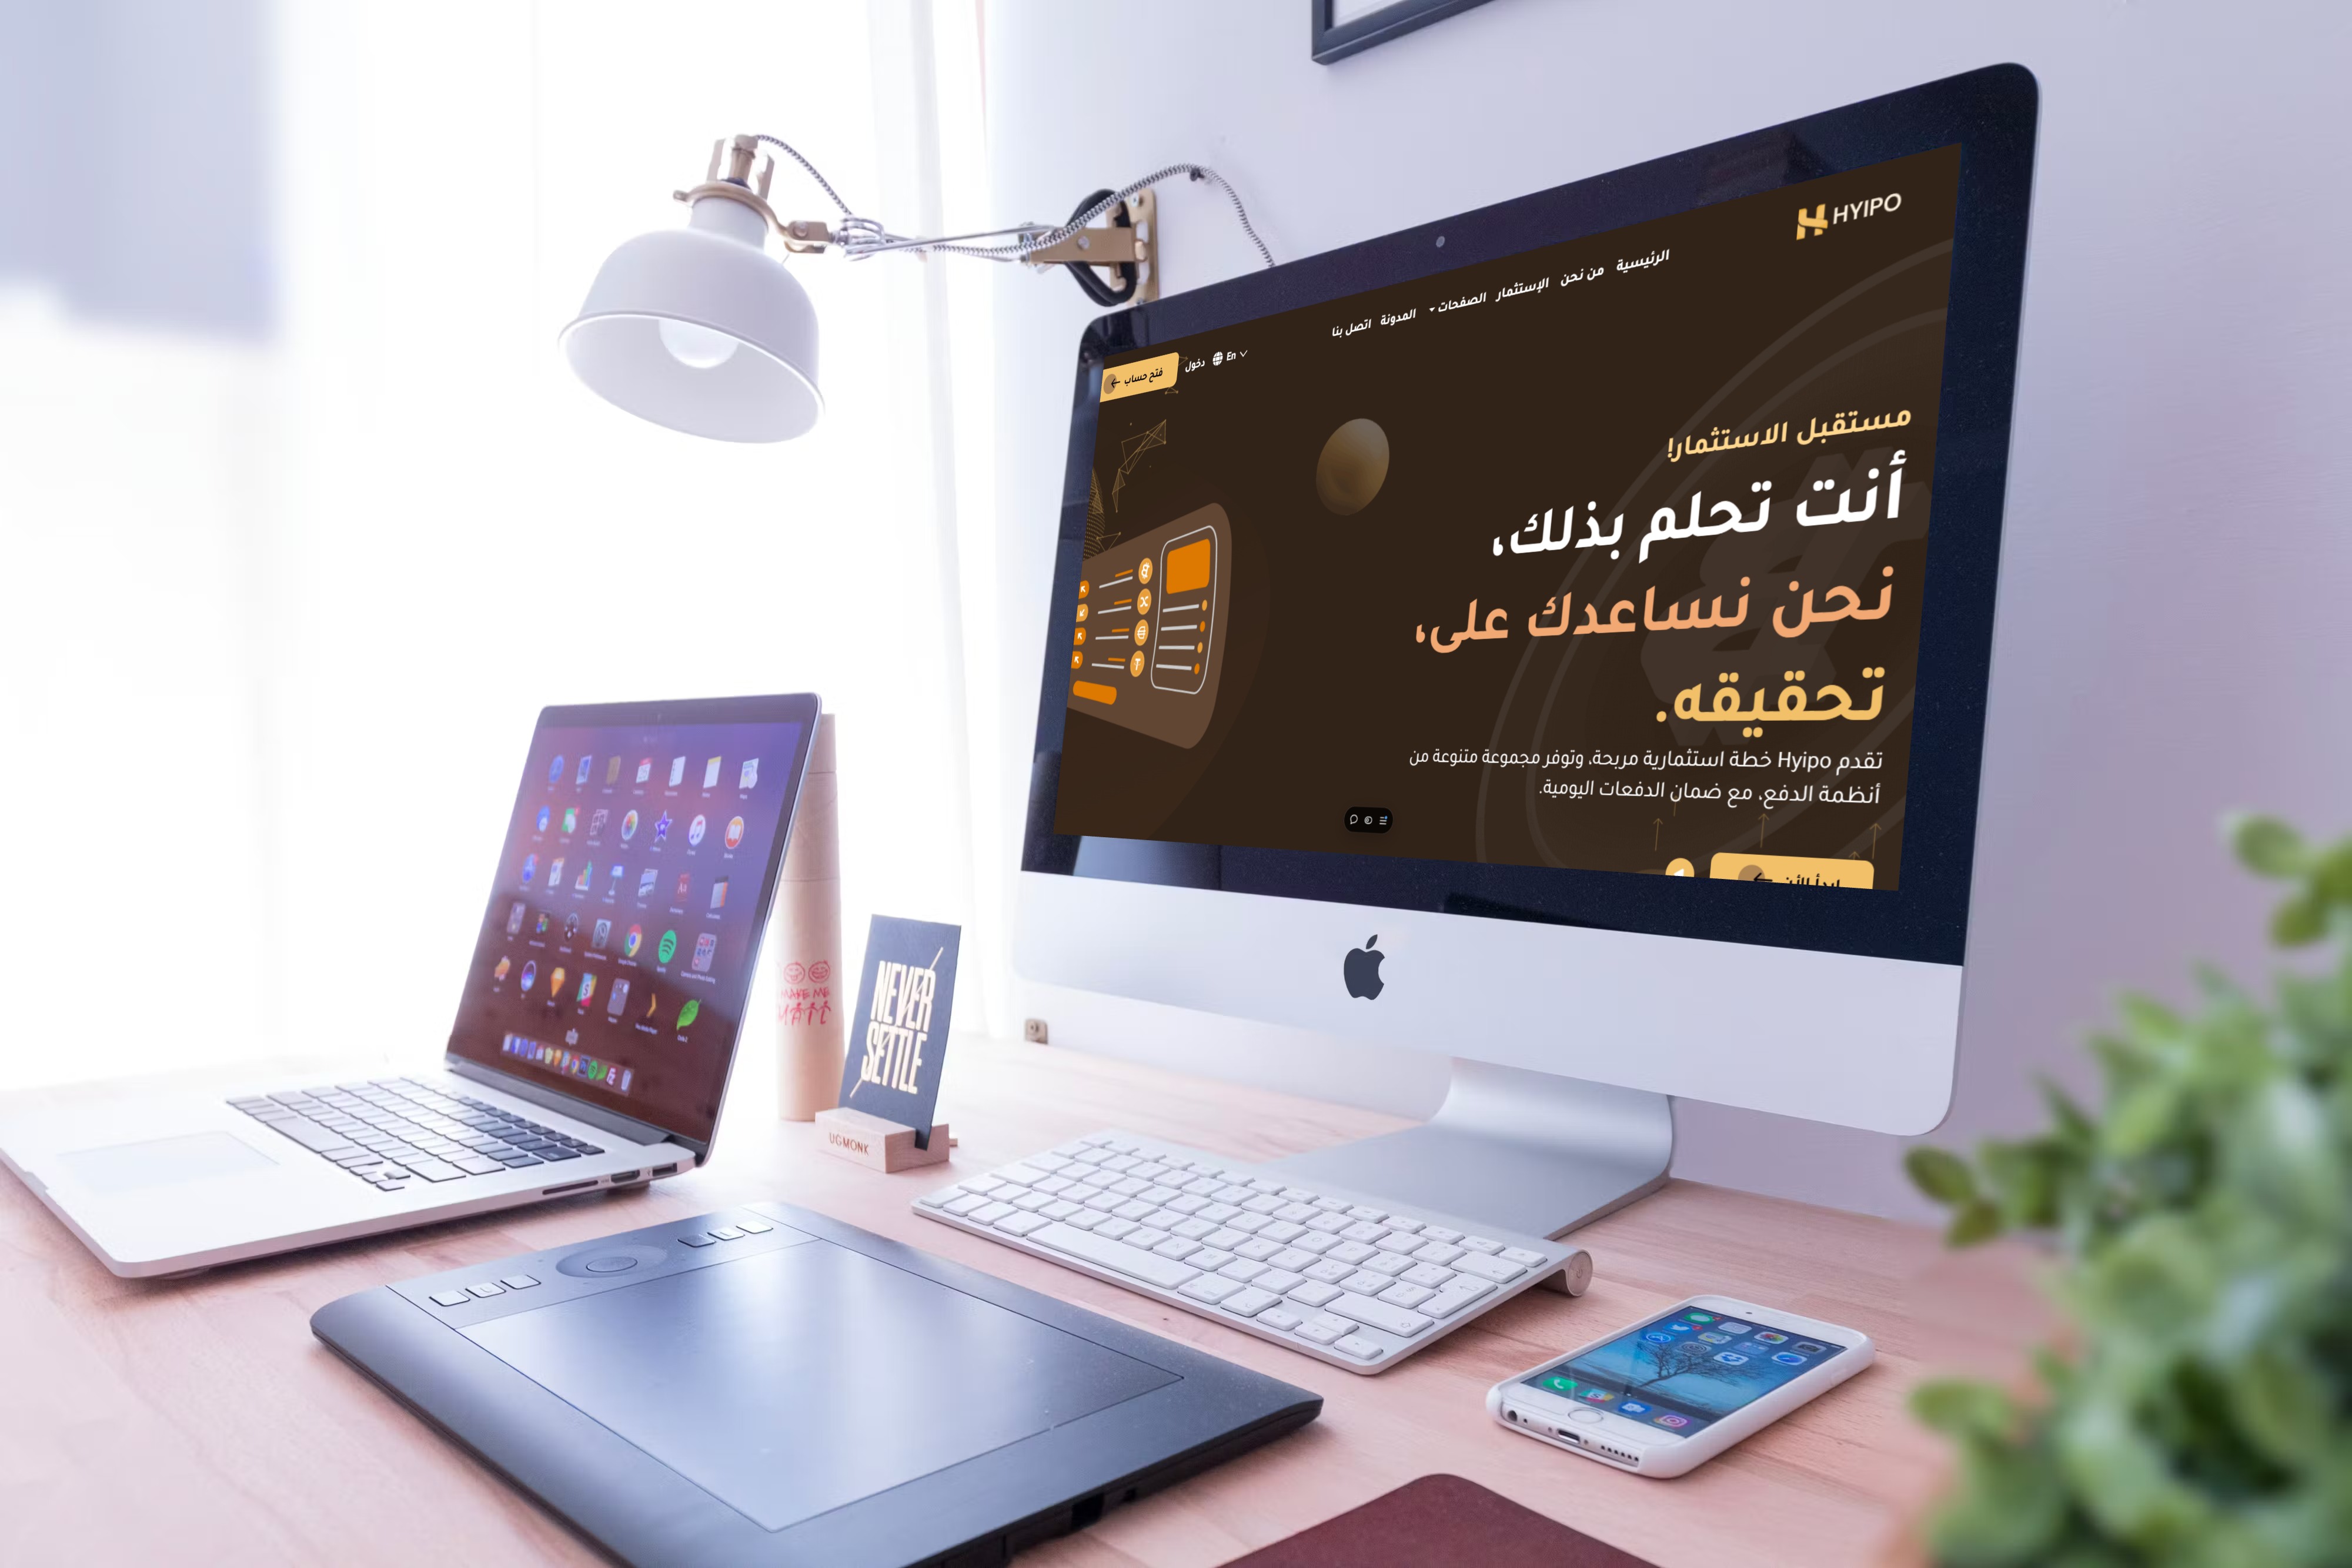 HYIPO
الرئيسية من نحن الإستثمار الصفحات المدونة اتصل بنا
En دخول فتح حساب
مستقبل الاستثمار!
أنت تحلم بذلك،
نحن نساعدك على،
تحقيقه.
تقدم Hyipo خطة استثمارية مربحة، وتوفر مجموعة متنوعة من
أنظمة الدفع، مع ضمان الدفعات اليومية.
NEVER
SETTLE
UGMONK
MAKE ME